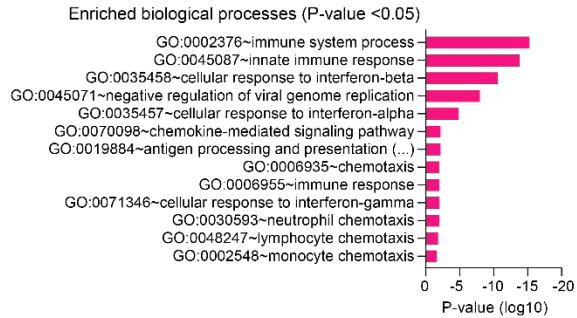 Enriched biological processes (P-value <0.05)
GO:0002376~immune system process
GO:0045087~innate immune response
GO:0035458~cellular response to interferon-beta
GO:0045071~negative regulation of viral genome replication
GO:0035457~cellular response to interferon-alpha
GO:0070098~chemokine-mediated signaling pathway
GO:0019884~antigen processing and presentation (...)
GO:0006935~chemotaxis
GO:0006955~immune response
GO:0071346~cellular response to interferon-gamma
GO:0030593~neutrophil chemotaxis
GO:0048247~lymphocyte chemotaxis
GO:0002548~monocyte chemotaxis
0 -5 -10 -15 -20
P-value (log10)